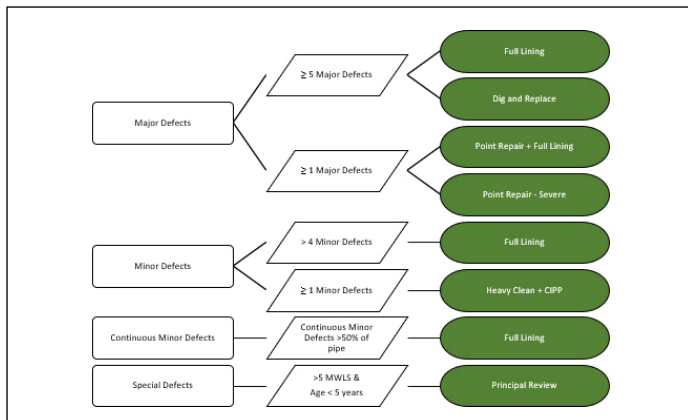 Major Defects
≥ 5 Major Defects
Full Lining
Dig and Replace
≥ 1 Major Defects
Point Repair + Full Lining
Point Repair - Severe
Minor Defects
> 4 Minor Defects
Full Lining
≥ 1 Minor Defects
Heavy Clean + CIPP
Continuous Minor Defects
Continuous Minor
Defects >50% of
pipe
Full Lining
Special Defects
>5 MWLS &
Age < 5 years
Principal Review